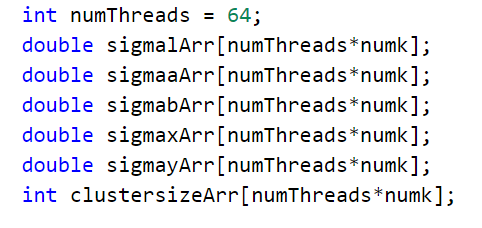 int numThreads = 64;
double sigmalArr[numThreads*numk];
double sigmaaArr[numThreads*numk];
double sigmabArr[numThreads*numk];
double sigmaxArr[numThreads*numk];
double sigmayArr[numThreads*numk];
int clustersizeArr[numThreads*numk];